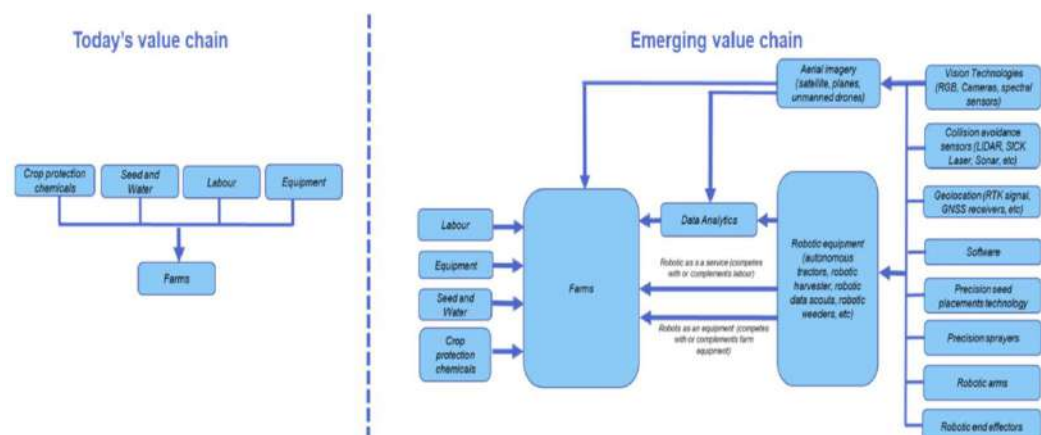 Today's value chain
Crop protection
chemicals
Seed and
Water
Labour
Equipment
Farms
Emerging value chain
Aerial imagery
(satellite, planes,
unmanned drones)
Vision Technologies
(RGB, Cameras, spectral
sensors)
Collision avoidance
sensors (LIDAR, SICK
Laser, Sonar, etc)
Geolocation (RTK signal,
GNSS receivers, etc)
Software
Precision seed
placements technology
Precision sprayers
Robotic arms
Robotic end effectors
Labour
Equipment
Seed and
Water
Crop
protection
chemicals
Farms
Data Analytics
Robotic as s a service (competes
with or complements labour)
Robotic as an equipment (competes
with or complements farm
equipment)
Robotic equipment
(autonomous
tractors, robotic
harvester, robotic
data scouts, robotic
weeders, etc)